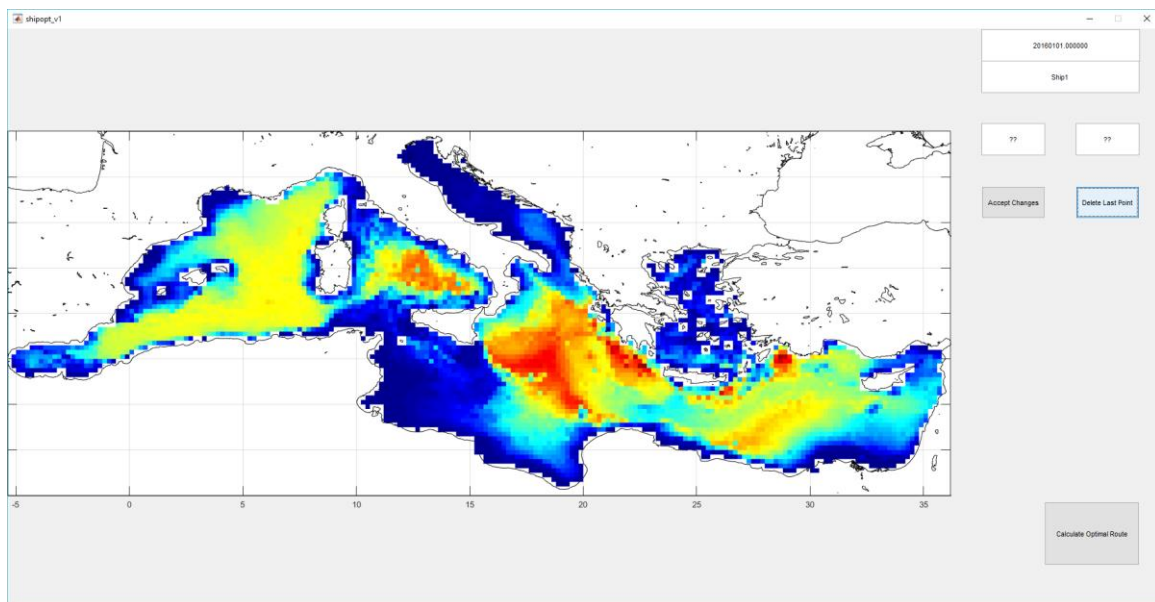 shipopt_v1
20160101.000000
Ship1
?? ??
Accept Changes Delete Last Point
-5 0 5 10 15 20 25 30 35
Calculate Optimal Route